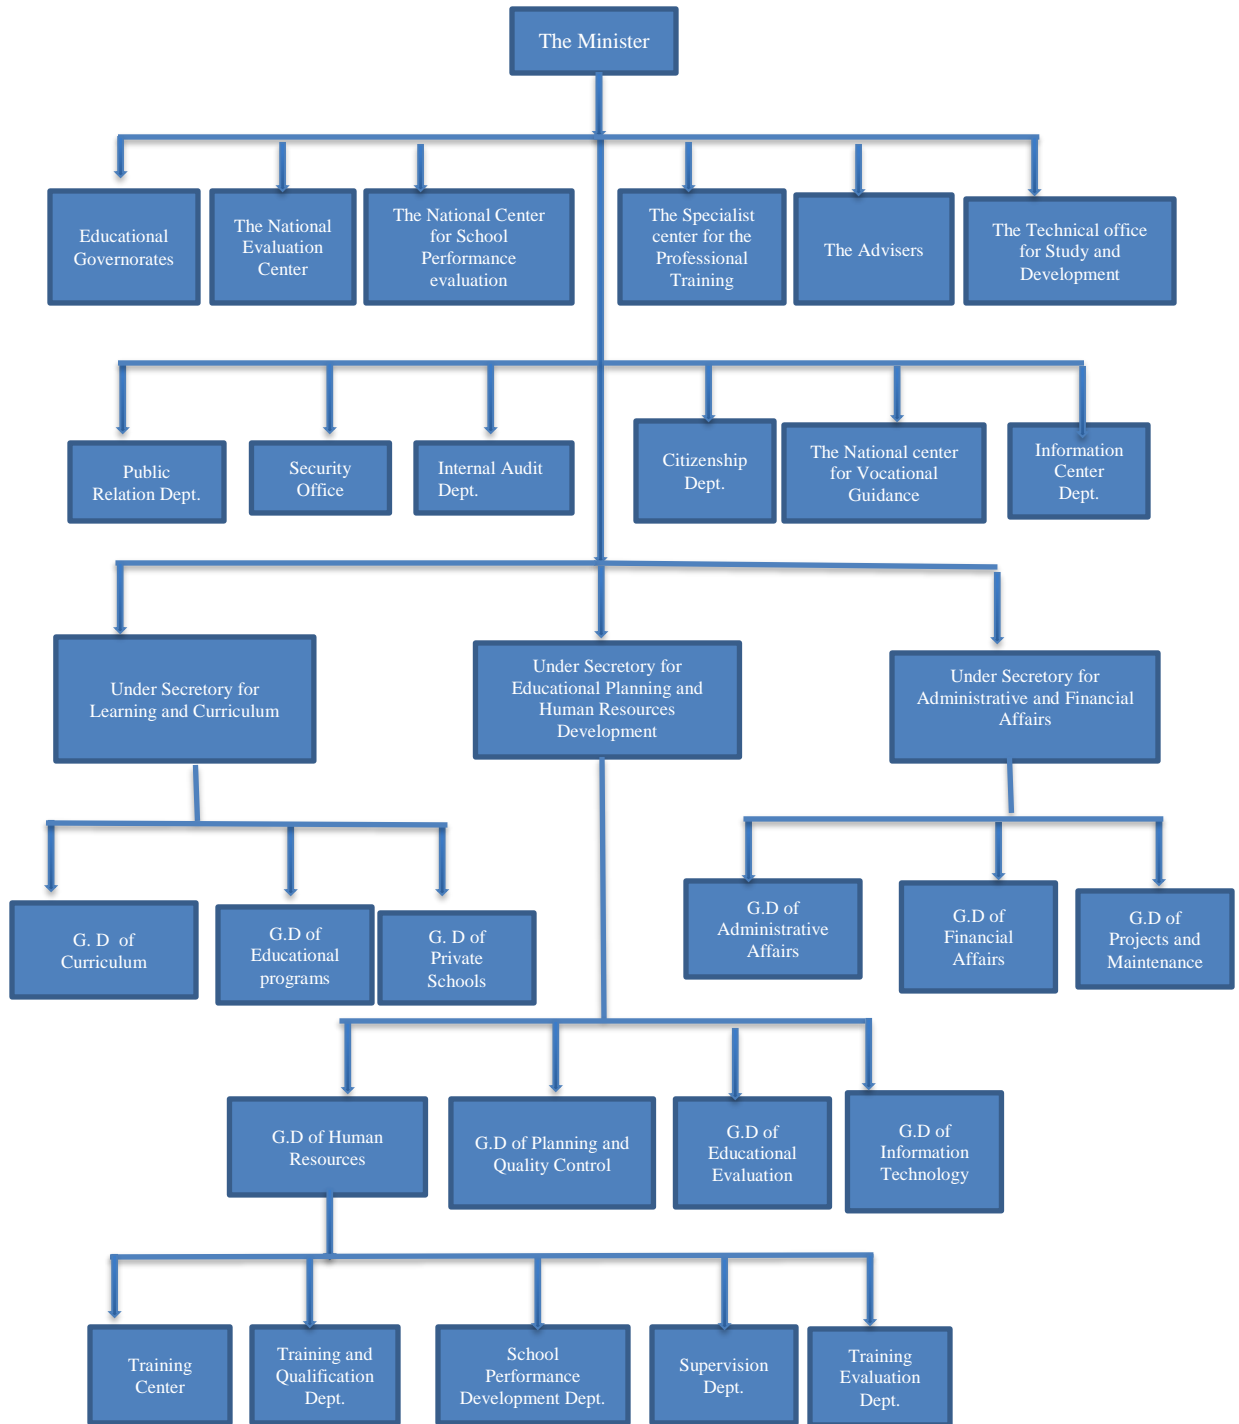 The Minister
Educational
Governorates
The National
Evaluation
Center
The National Center
for School
Performance
evaluation
The Specialist
center for the
Professional
Training
The Advisers
The Technical office
for Study and
Development
Public
Relation Dept.
Security
Office
Internal Audit
Dept.
Citizenship
Dept.
The National center
for Vocational
Guidance
Information
Center
Dept.
Under Secretory for
Learning and Curriculum
Under Secretory for
Educational Planning and
Human Resources
Development
Under Secretory for
Administrative and Financial
Affairs
G. D of
Curriculum
G.D of
Educational
programs
G. D of
Private
Schools
G.D of
Administrative
Affairs
G.D of
Financial
Affairs
G.D of
Projects and
Maintenance
G.D of Human
Resources
G.D of Planning and
Quality Control
G.D of
Educational
Evaluation
G.D of
Information
Technology
Training
Center
Training and
Qualification
Dept.
School
Performance
Development Dept.
Supervision
Dept.
Training
Evaluation
Dept.